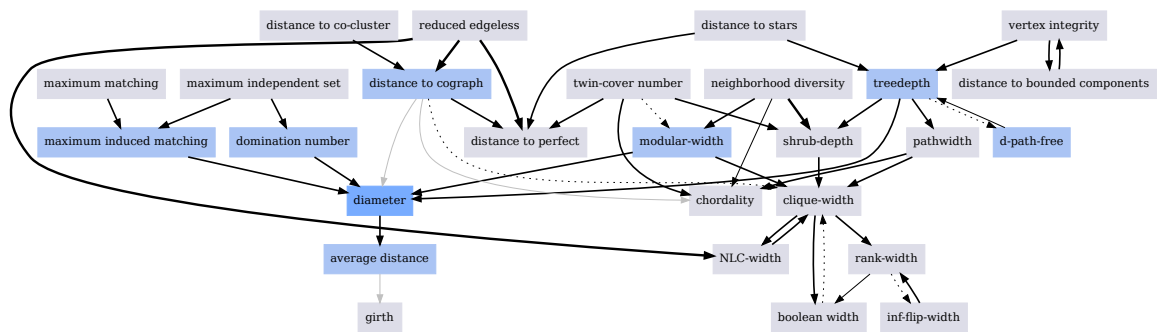 distance to co-cluster
reduced edgeless
distance to stars
vertex integrity
maximum matching
maximum independent set
distance to cograph
twin-cover number
neighborhood diversity
treedepth
distance to bounded components
maximum induced matching
domination number
distance to perfect
modular-width
shrub-depth
pathwidth
d-path-free
diameter
chordality
clique-width
average distance
NLC-width
rank-width
girth
boolean width
inf-flip-width